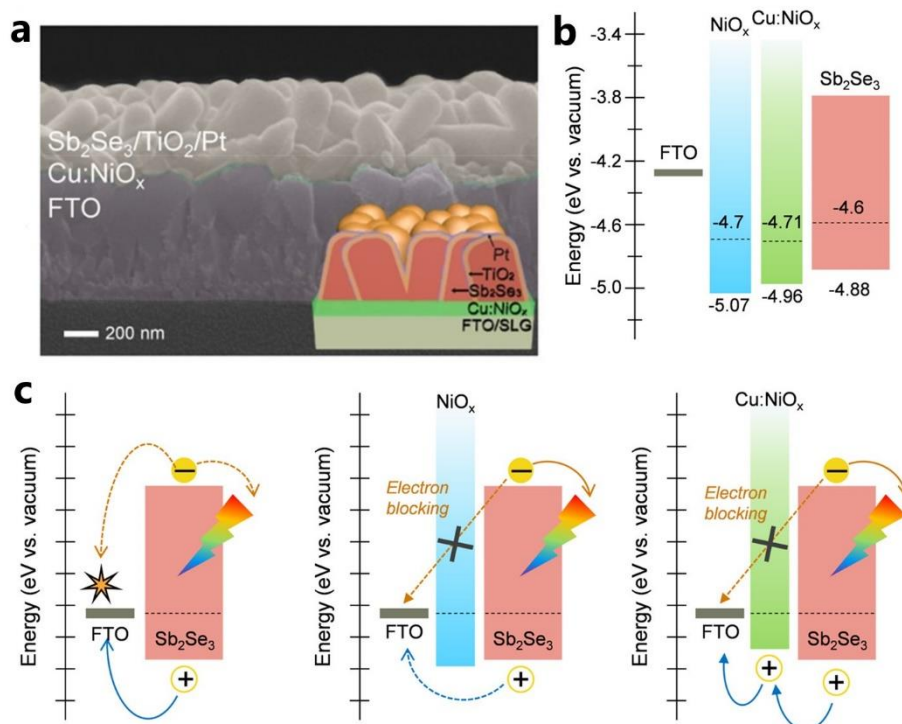 a
Sb₂Se₃/TiO₂/Pt
Cu:NiOₓ
FTO
200 nm
Pt
TiO₂
Sb₂Se₃
Cu:NiOₓ
FTO/SLG
b
Energy (eV vs. vacuum)
-3.4
-3.8
-4.2
-4.6
-5.0
FTO
NiOₓ
-4.7
-5.07
Cu:NiOₓ
-4.71
-4.96
Sb₂Se₃
-4.6
-4.88
c
Energy (eV vs. vacuum)
FTO
Sb₂Se₃
Energy (eV vs. vacuum)
NiOₓ
Electron
blocking
FTO
Sb₂Se₃
Energy (eV vs. vacuum)
Cu:NiOₓ
Electron
blocking
FTO
Sb₂Se₃